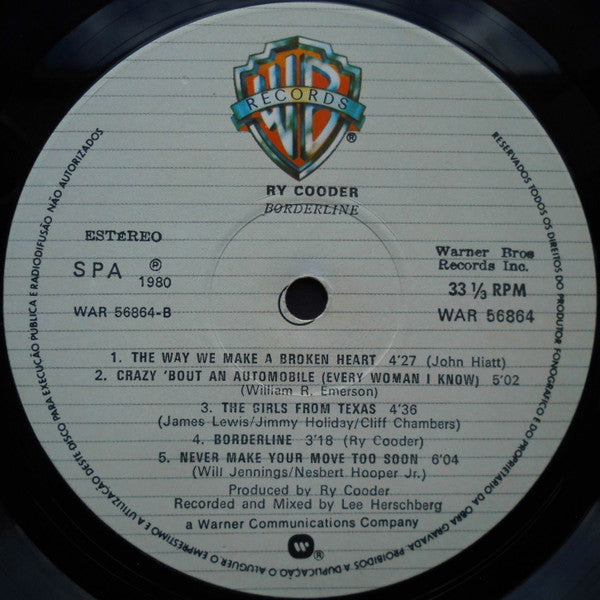 WB
RECORDS
®
RY COODER
BORDERLINE
ESTÉREO
SPA ℗ 1980
WAR 56864-B
Warner Bros
Records Inc.
33 1/3 RPM
WAR 56864
1. THE WAY WE MAKE A BROKEN HEART 4'27 (John Hiatt)
2. CRAZY 'BOUT AN AUTOMOBILE (EVERY WOMAN I KNOW) 5'02
(William R. Emerson)
3. THE GIRLS FROM TEXAS 4'36
(James Lewis/Jimmy Holiday/Cliff Chambers)
4. BORDERLINE 3'18 (Ry Cooder)
5. NEVER MAKE YOUR MOVE TOO SOON 6'04
(Will Jennings/Nesbert Hooper Jr.)
Produced by Ry Cooder
Recorded and Mixed by Lee Herschberg
a Warner Communications Company
®
RESERVADOS TODOS OS DIREITOS DO PRODUTOR FONOGRÁFICO E DO PROPRIETÁRIO DA OBRA GRAVADA. PROIBIDOS A DUPLICAÇÃO O ALUGUER O EMPRÉSTIMO E A UTILIZAÇÃO DESTE DISCO PARA EXECUÇÃO PÚBLICA E RADIODIFUSÃO NÃO AUTORIZADOS